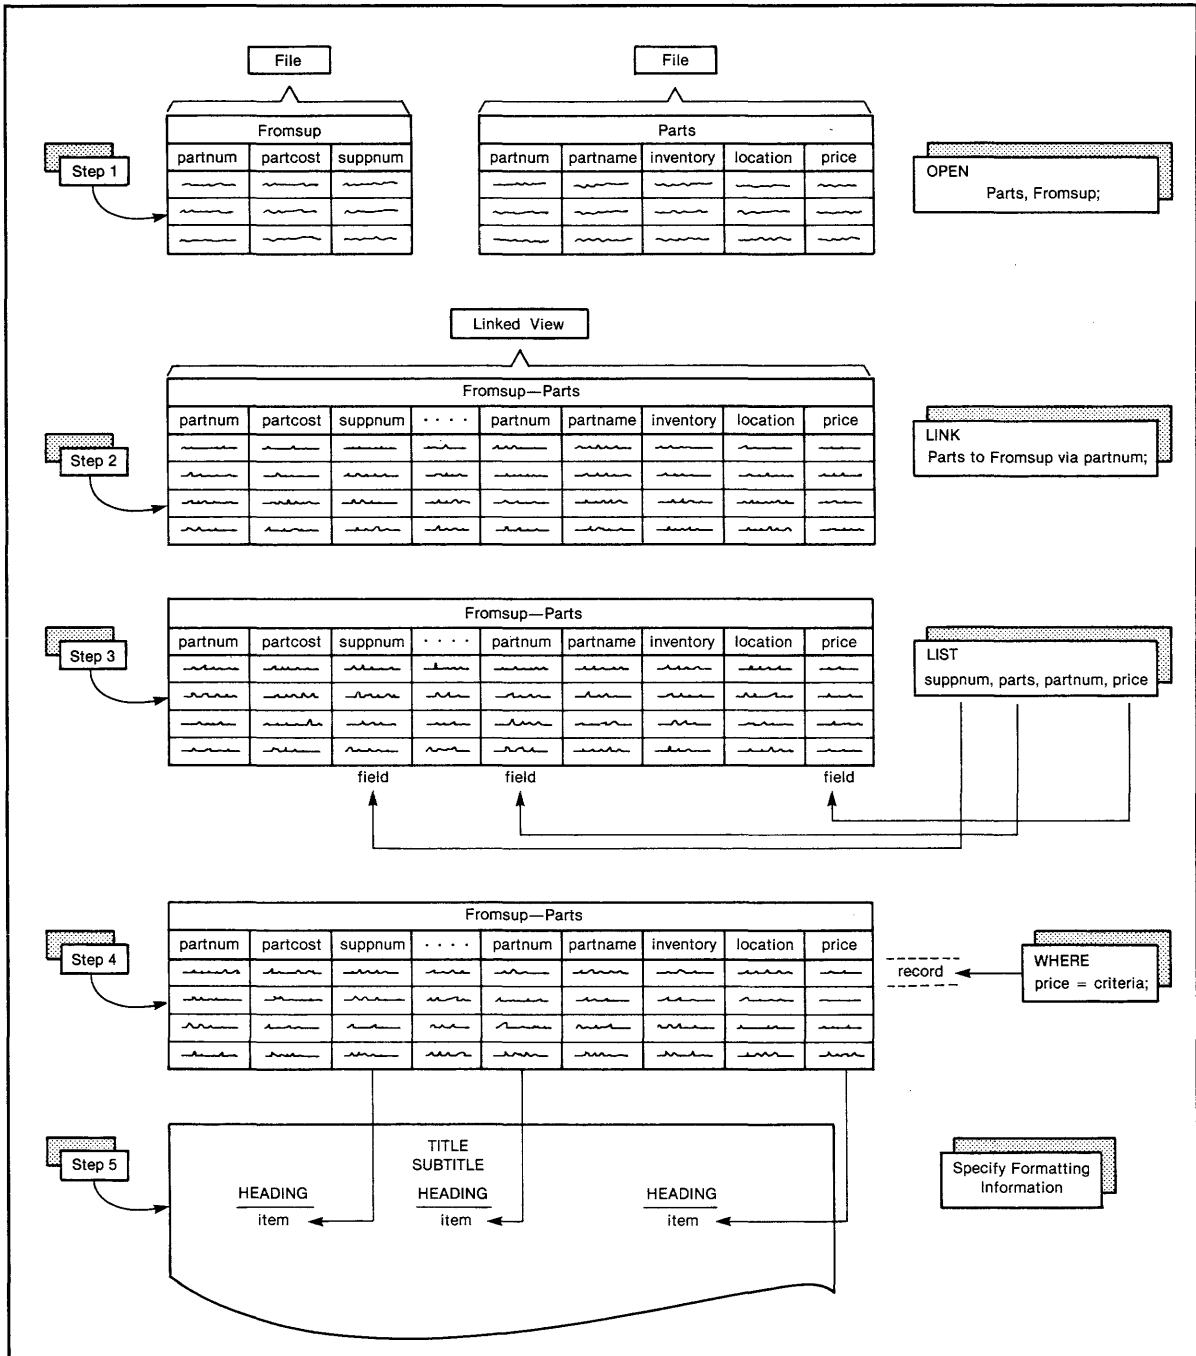 File
File
Fromsup
Parts
partnum partcost suppnum
partnum partname inventory location price
Step 1
OPEN
Parts, Fromsup;
Linked View
Fromsup—Parts
partnum partcost suppnum . . . . partnum partname inventory location price
Step 2
LINK
Parts to Fromsup via partnum;
Fromsup—Parts
partnum partcost suppnum . . . . partnum partname inventory location price
Step 3
LIST
suppnum, parts, partnum, price
field field field
Fromsup—Parts
partnum partcost suppnum . . . . partnum partname inventory location price
Step 4
record
WHERE
price = criteria;
Step 5
TITLE
SUBTITLE
HEADING HEADING HEADING
item item item
Specify Formatting
Information